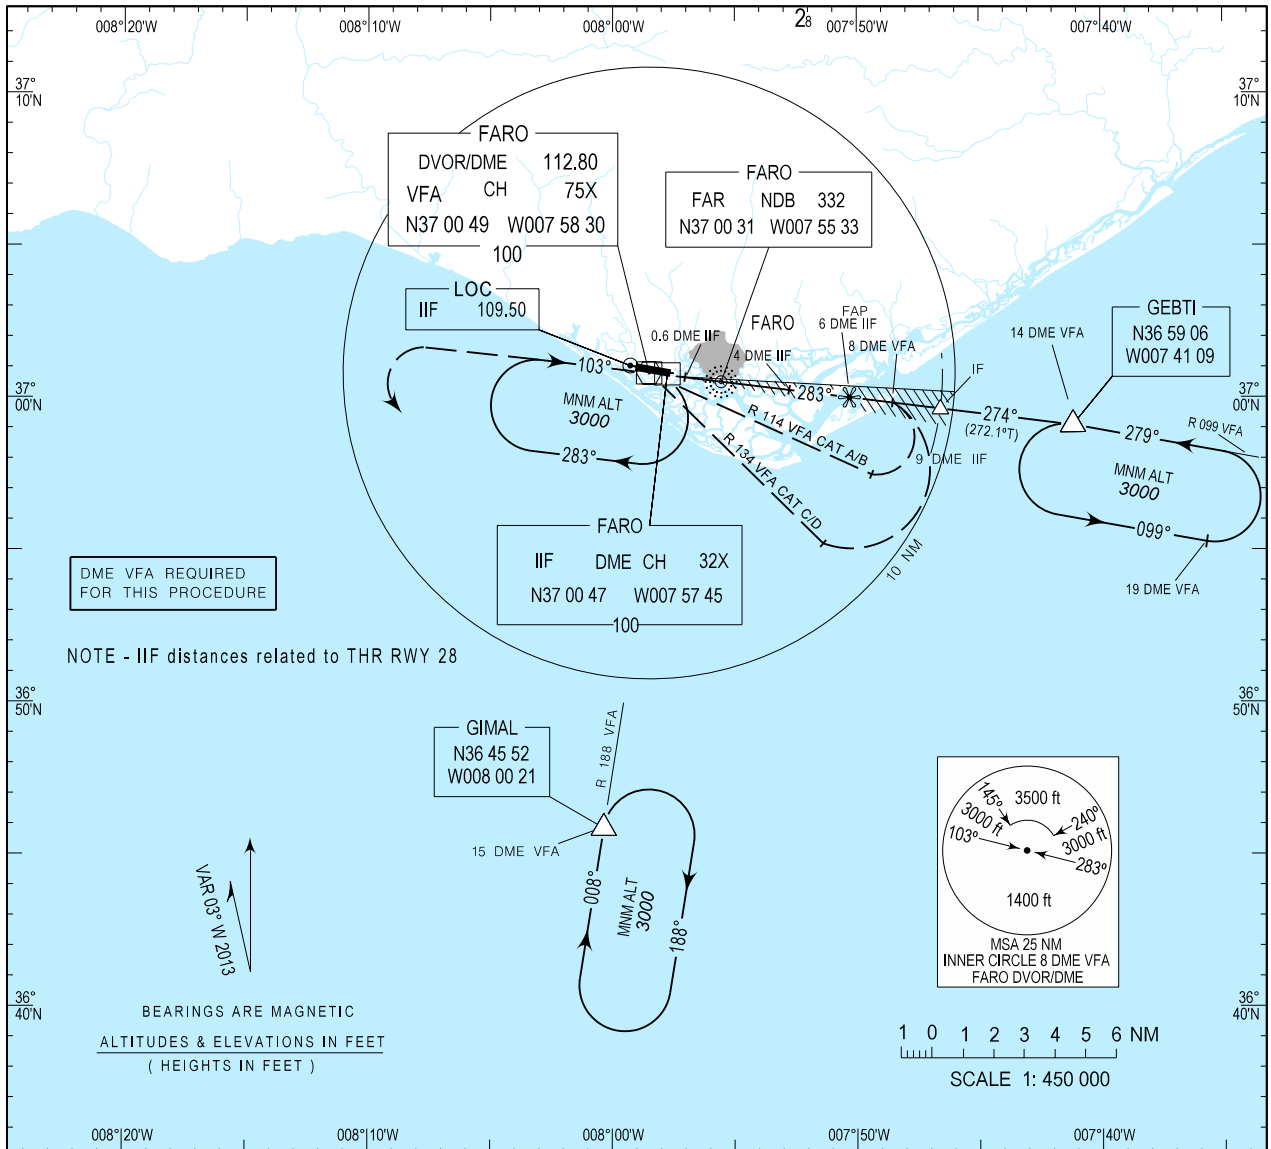 008°20'W
008°10'W
008°00'W
28
007°50'W
007°40'W
37°
10'N
37°
10'N
FARO
DVOR/DME 112.80
VFA CH 75X
N37 00 49 W007 58 30
100
FARO
FAR NDB 332
N37 00 31 W007 55 33
LOC
IIF 109.50
GEBTI
N36 59 06
W007 41 09
FAP
6 DME IIF
0.6 DME IIF
FARO
8 DME VFA
14 DME VFA
4 DME IIF
IF
103°
283°
274°
(272.1°T)
279°
R 099 VFA
37°
00'N
37°
00'N
MNM ALT
3000
283°
R 114 VFA CAT A/B
R 134 VFA CAT C/D
9 DME IIF
MNM ALT
3000
099°
19 DME VFA
10 NM
FARO
IIF DME CH 32X
N37 00 47 W007 57 45
100
DME VFA REQUIRED
FOR THIS PROCEDURE
NOTE - IIF distances related to THR RWY 28
36°
50'N
36°
50'N
GIMAL
N36 45 52
W008 00 21
R 188 VFA
15 DME VFA
008°
MNM ALT
3000
188°
VAR 03° W 2013
145°
3500 ft
3000 ft
240°
3000 ft
103°
283°
1400 ft
MSA 25 NM
INNER CIRCLE 8 DME VFA
FARO DVOR/DME
36°
40'N
36°
40'N
BEARINGS ARE MAGNETIC
ALTITUDES & ELEVATIONS IN FEET
( HEIGHTS IN FEET )
1 0 1 2 3 4 5 6 NM
SCALE 1: 450 000
008°20'W
008°10'W
008°00'W
007°50'W
007°40'W